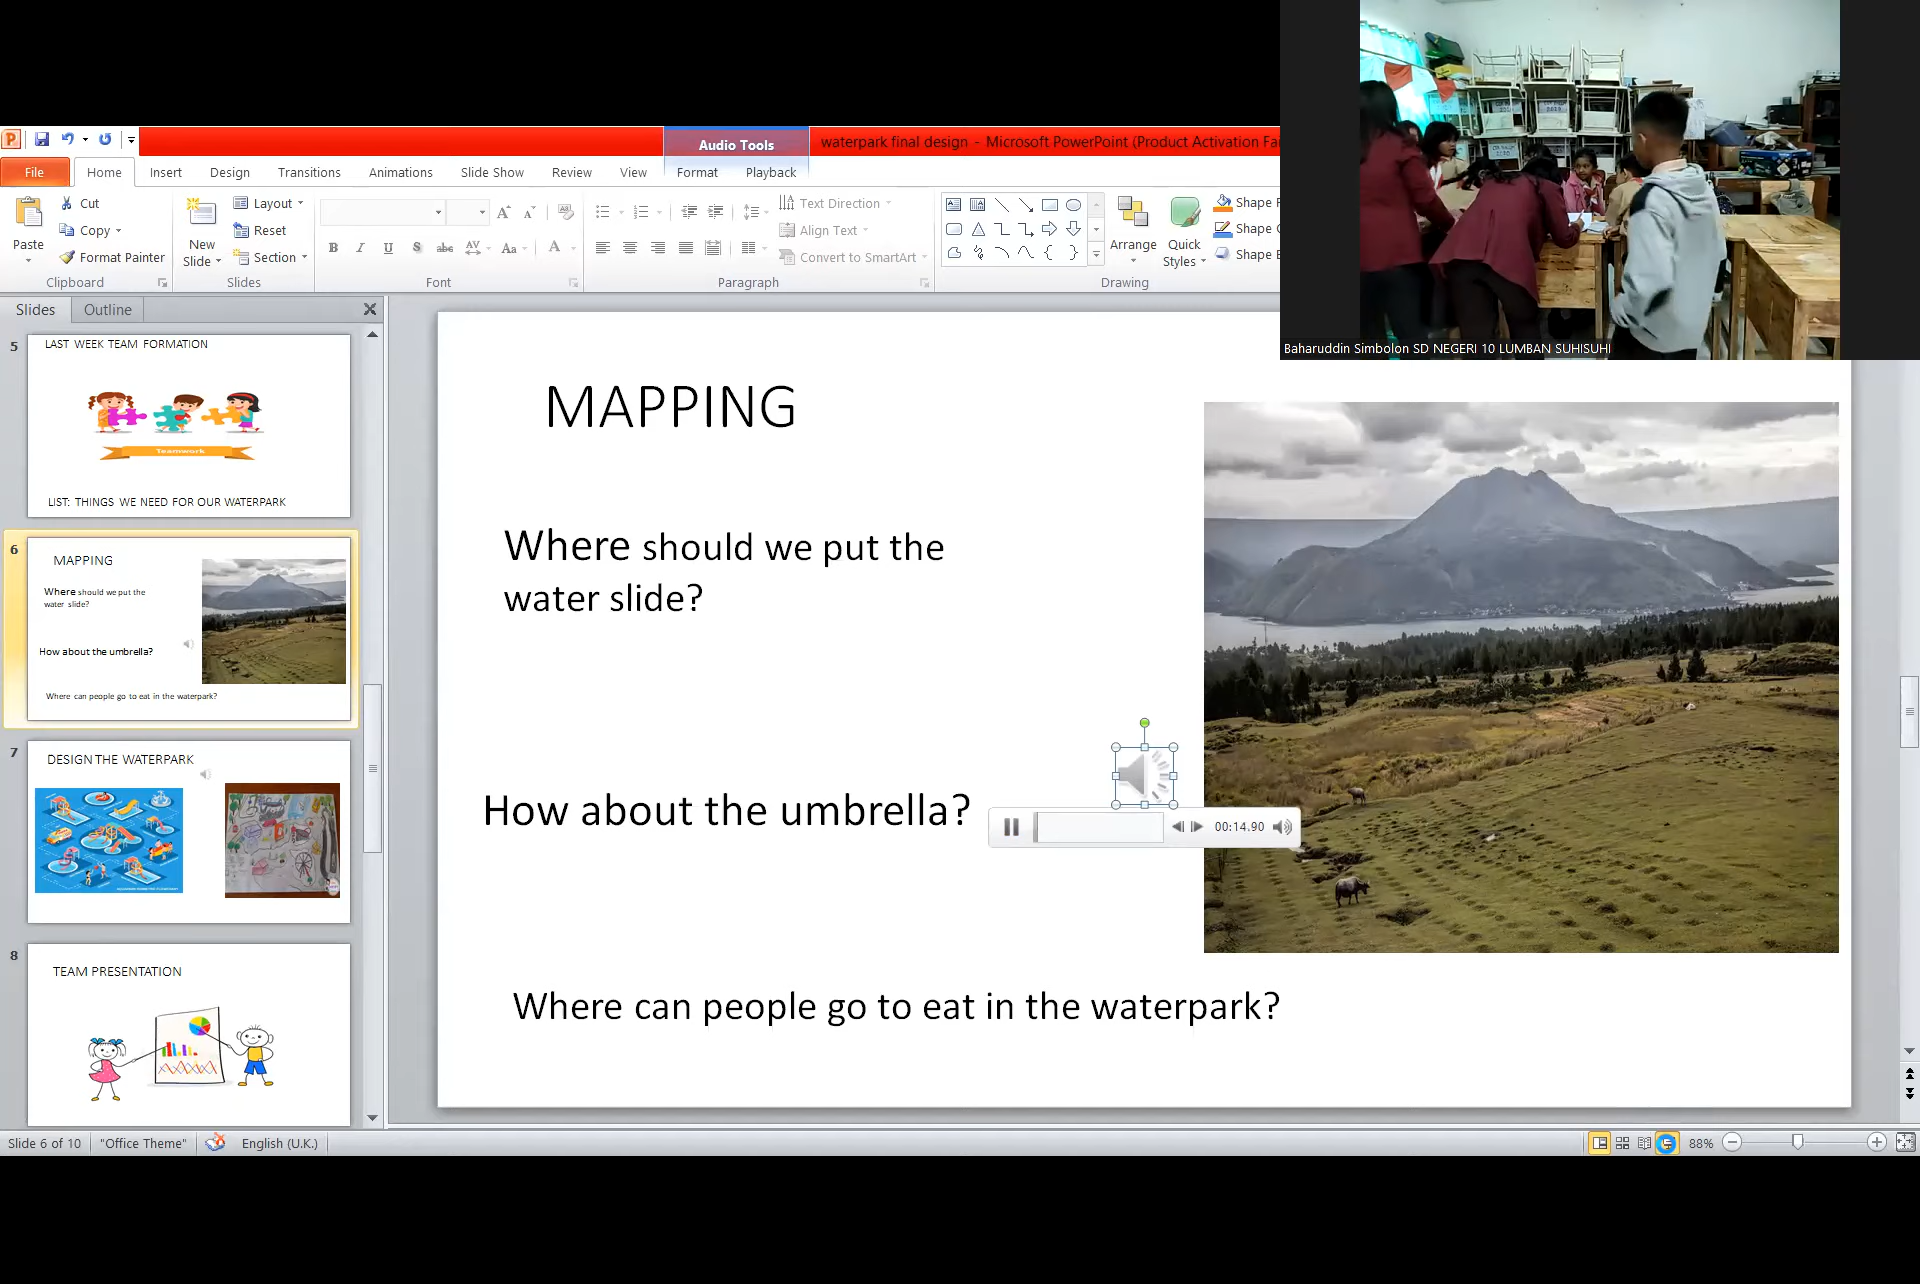 Audio Tools
waterpark final design - Microsoft PowerPoint (Product Activation Fai
File
Home
Insert
Design
Transitions
Animations
Slide Show
Review
View
Format
Playback
Paste
Cut
Copy
Format Painter
Clipboard
New
Slide
Layout
Reset
Section
Slides
Font
Text Direction
Align Text
Convert to SmartArt
Paragraph
Arrange
Quick
Styles
Shape F
Shape O
Shape E
Drawing
Baharuddin Simbolon SD NEGERI 10 LUMBAN SUHISUHI
Slides
Outline
5
LAST WEEK TEAM FORMATION
Teamwork
LIST: THINGS WE NEED FOR OUR WATERPARK
6
MAPPING
Where should we put the
water slide?
How about the umbrella?
Where can people go to eat in the waterpark?
7
DESIGN THE WATERPARK
8
TEAM PRESENTATION
MAPPING
Where should we put the
water slide?
How about the umbrella?
00:14.90
Where can people go to eat in the waterpark?
Slide 6 of 10
"Office Theme"
English (U.K.)
88%